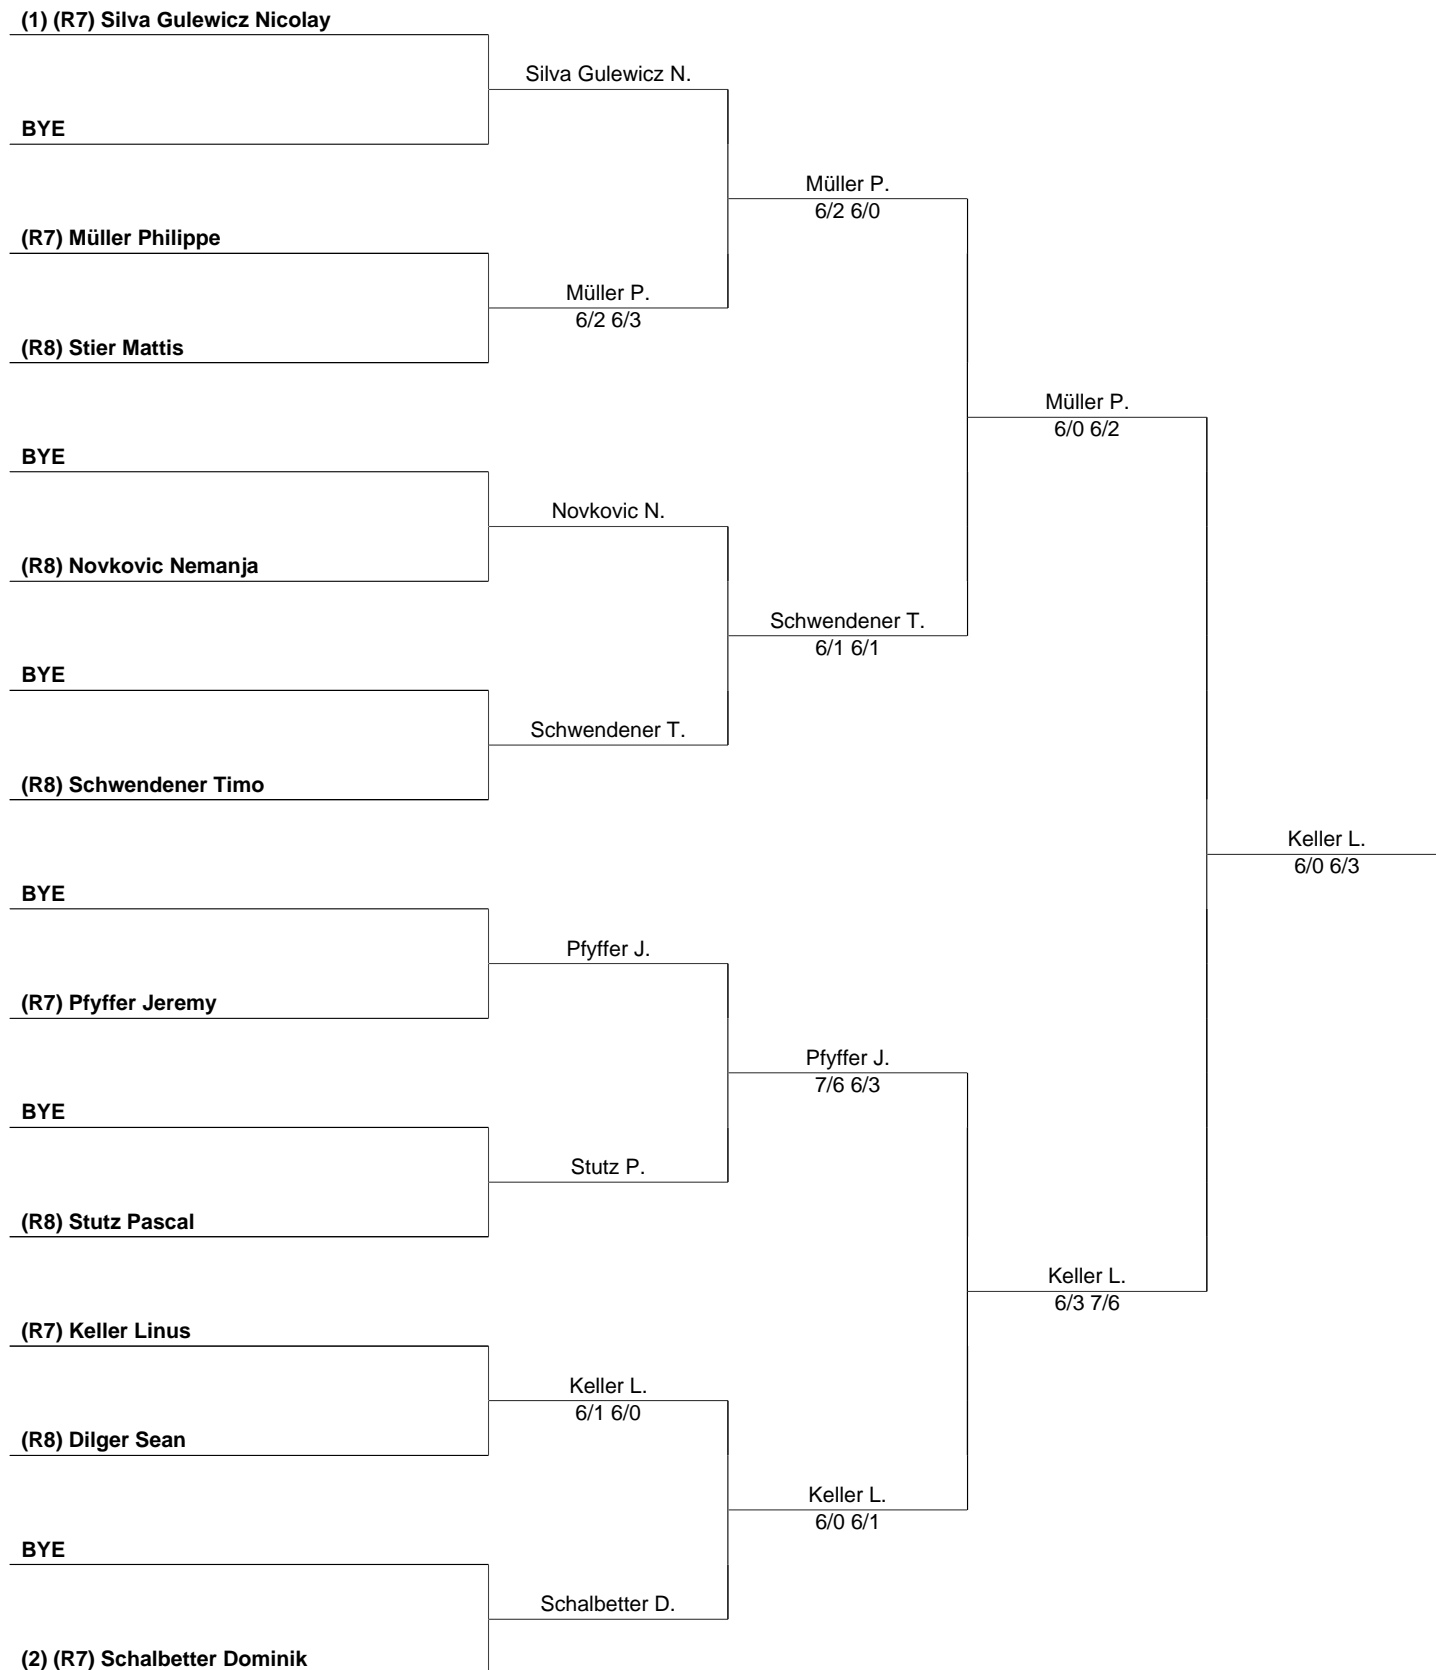 (1) (R7) Silva Gulewicz Nicolay
Silva Gulewicz N.
BYE
Müller P.
6/2 6/0
(R7) Müller Philippe
Müller P.
6/2 6/3
(R8) Stier Mattis
Müller P.
6/0 6/2
BYE
Novkovic N.
(R8) Novkovic Nemanja
Schwendener T.
6/1 6/1
BYE
Schwendener T.
(R8) Schwendener Timo
Keller L.
6/0 6/3
BYE
Pfyffer J.
(R7) Pfyffer Jeremy
Pfyffer J.
7/6 6/3
BYE
Stutz P.
(R8) Stutz Pascal
Keller L.
6/3 7/6
(R7) Keller Linus
Keller L.
6/1 6/0
(R8) Dilger Sean
Keller L.
6/0 6/1
BYE
Schalbetter D.
(2) (R7) Schalbetter Dominik